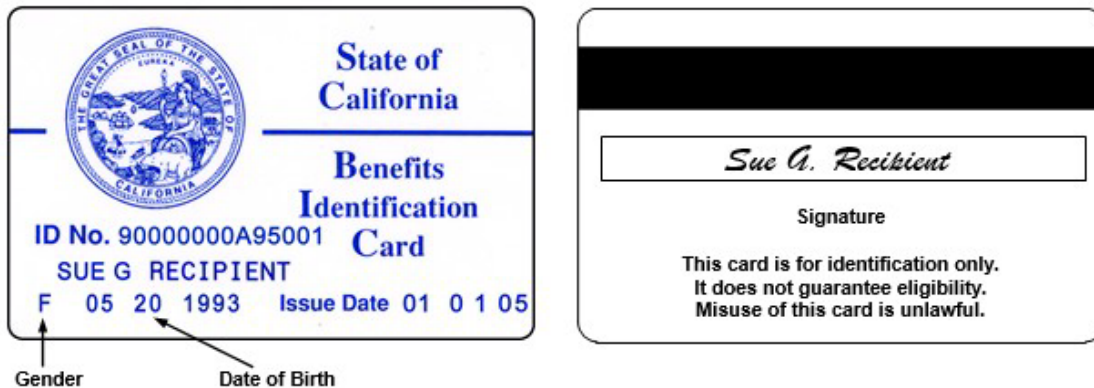 THE GREAT SEAL OF THE STATE OF CALIFORNIA
EUREKA
State of
California
Benefits
Identification
Card
ID No. 90000000A95001
SUE G RECIPIENT
F 05 20 1993 Issue Date 01 0 1 05
Gender Date of Birth
Sue G. Recipient
Signature
This card is for identification only.
It does not guarantee eligibility.
Misuse of this card is unlawful.